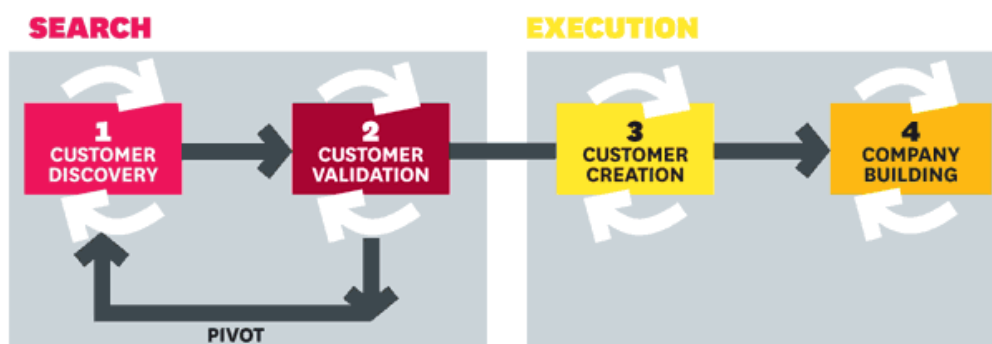 SEARCH
EXECUTION
1
CUSTOMER
DISCOVERY
2
CUSTOMER
VALIDATION
3
CUSTOMER
CREATION
4
COMPANY
BUILDING
PIVOT